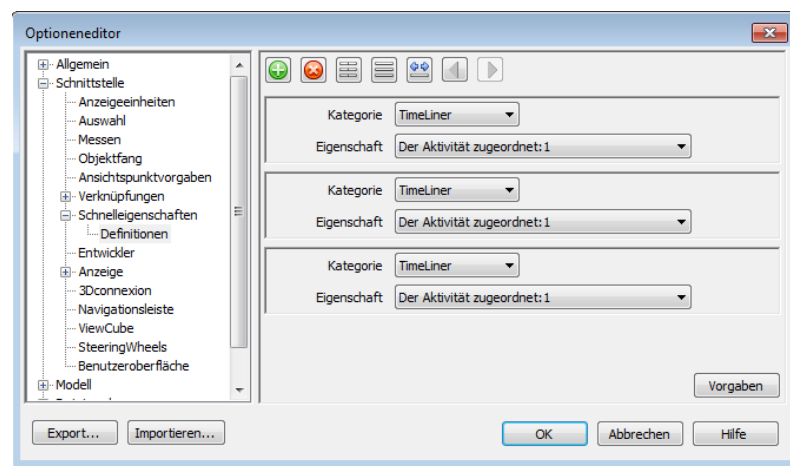 Optioneneditor
Allgemein
Schnittstelle
Anzeigeeinheiten
Auswahl
Messen
Objektfang
Ansichtspunktvorgaben
Verknüpfungen
Schnelleigenschaften
Definitionen
Entwickler
Anzeige
3Dconnexion
Navigationsleiste
ViewCube
SteeringWheels
Benutzeroberfläche
Modell
Kategorie TimeLiner
Eigenschaft Der Aktivität zugeordnet:1
Kategorie TimeLiner
Eigenschaft Der Aktivität zugeordnet:1
Kategorie TimeLiner
Eigenschaft Der Aktivität zugeordnet:1
Vorgaben
Export... Importieren... OK Abbrechen Hilfe